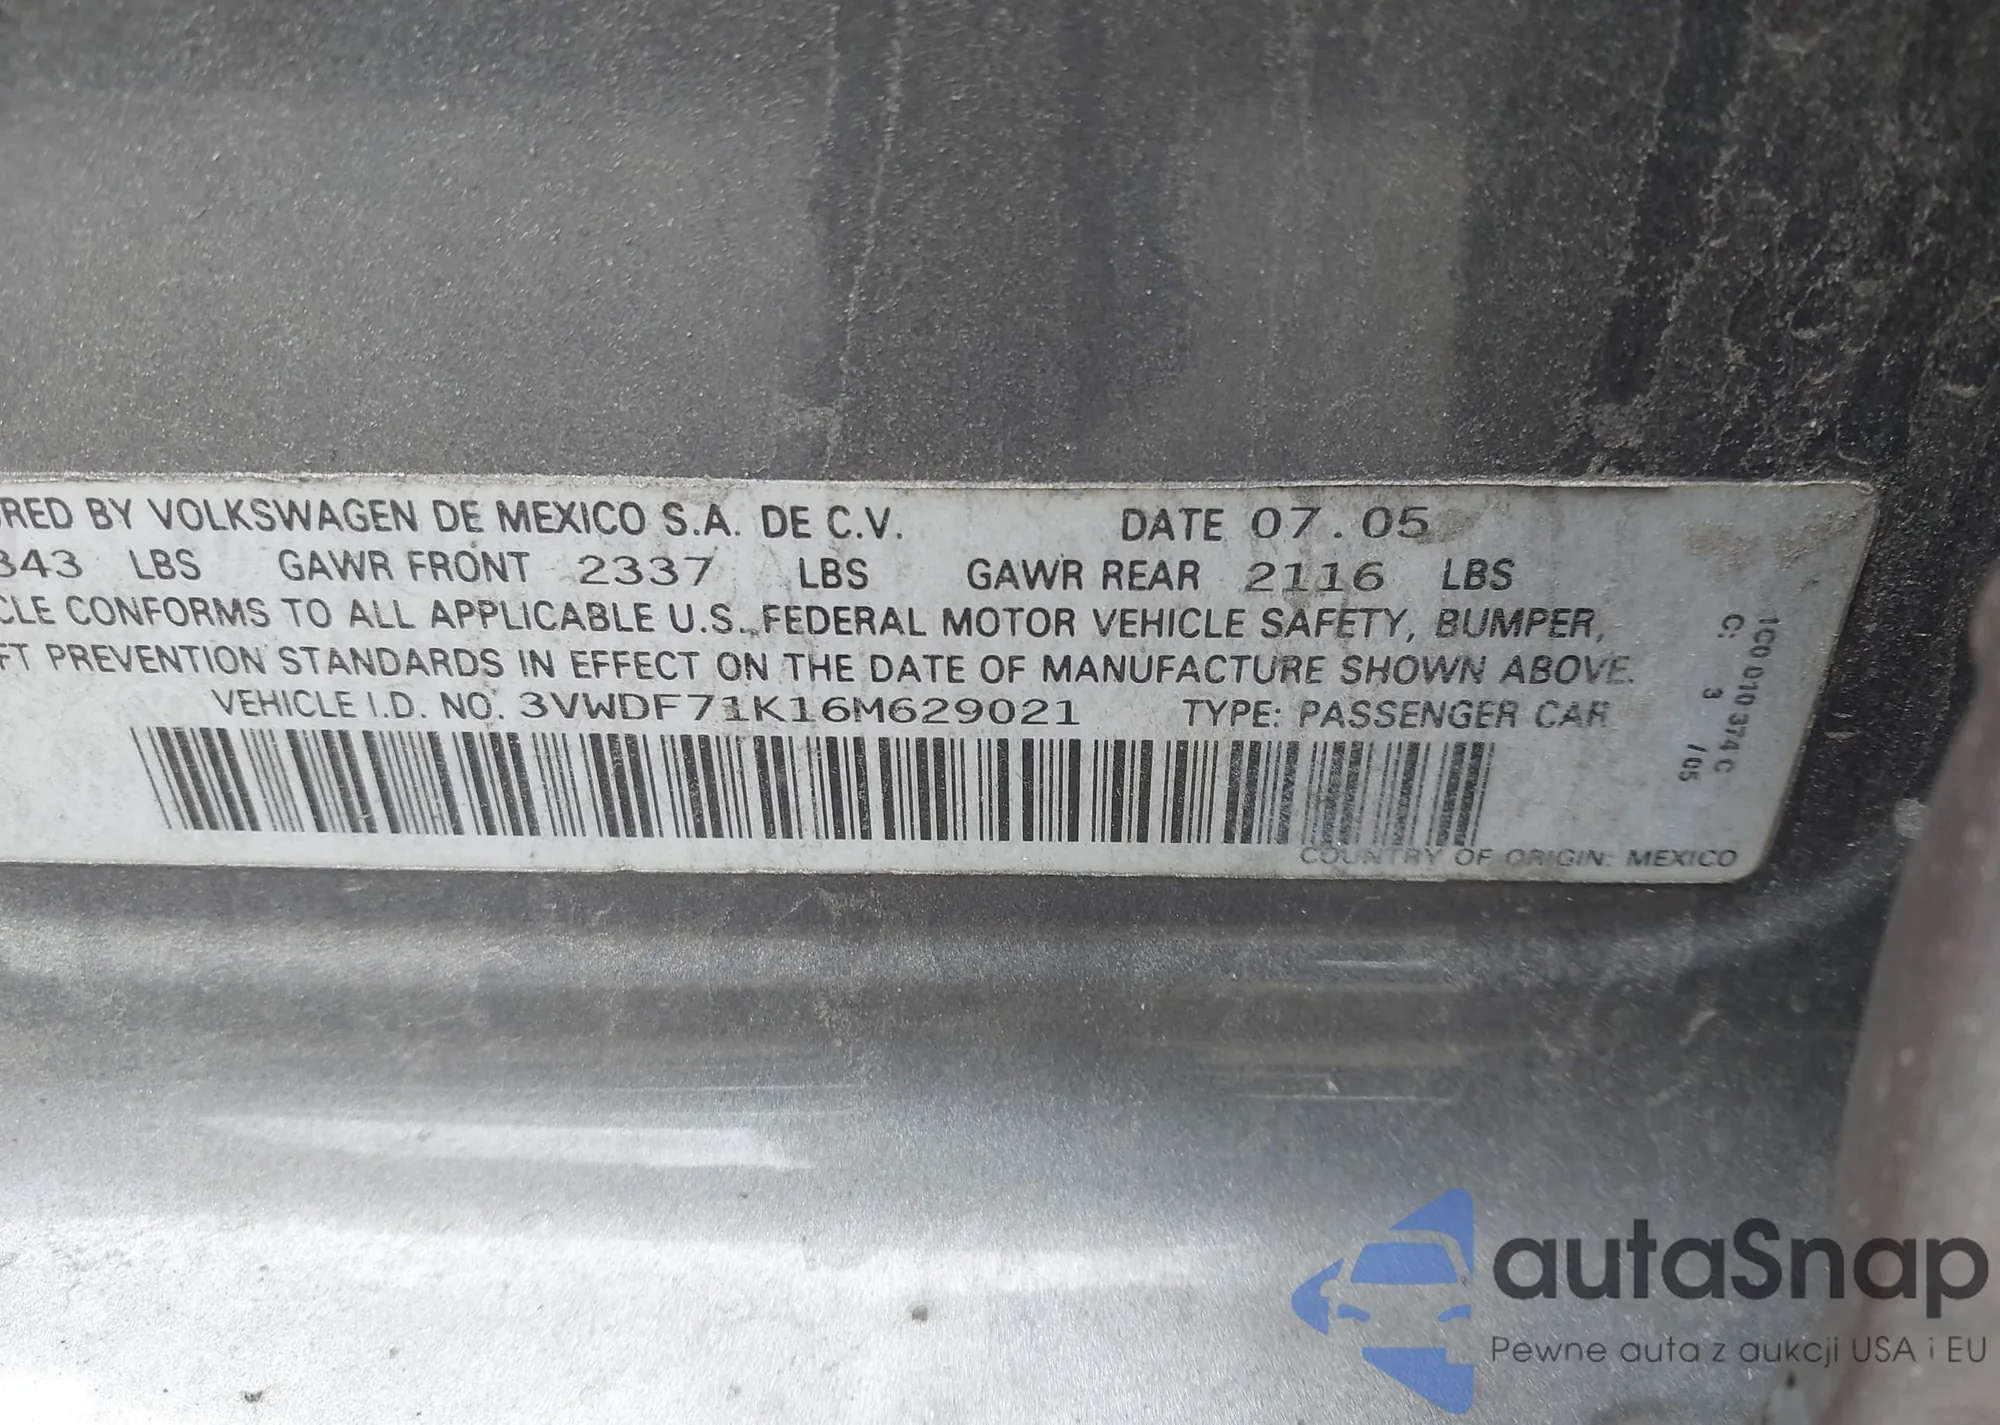 RED BY VOLKSWAGEN DE MEXICO S.A. DE C.V. DATE 07.05
343 LBS GAWR FRONT 2337 LBS GAWR REAR 2116 LBS
CLE CONFORMS TO ALL APPLICABLE U.S. FEDERAL MOTOR VEHICLE SAFETY, BUMPER,
FT PREVENTION STANDARDS IN EFFECT ON THE DATE OF MANUFACTURE SHOWN ABOVE.
VEHICLE I.D. NO. 3VWDF71K16M629021 TYPE: PASSENGER CAR
1C0 010 374 C
C: 3 /05
COUNTRY OF ORIGIN: MEXICO
autaSnap
Pewne auta z aukcji USA i EU